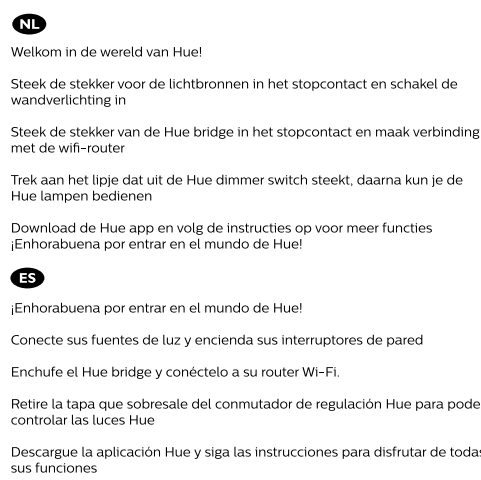 NL
Welkom in de wereld van Hue!
Steek de stekker voor de lichtbronnen in het stopcontact en schakel de
wandverlichting in
Steek de stekker van de Hue bridge in het stopcontact en maak verbinding
met de wifi-router
Trek aan het lipje dat uit de Hue dimmer switch steekt, daarna kun je de
Hue lampen bedienen
Download de Hue app en volg de instructies op voor meer functies
¡Enhorabuena por entrar en el mundo de Hue!
ES
¡Enhorabuena por entrar en el mundo de Hue!
Conecte sus fuentes de luz y encienda sus interruptores de pared
Enchufe el Hue bridge y conéctelo a su router Wi-Fi.
Retire la tapa que sobresale del conmutador de regulación Hue para pode
controlar las luces Hue
Descargue la aplicación Hue y siga las instrucciones para disfrutar de todas
sus funciones